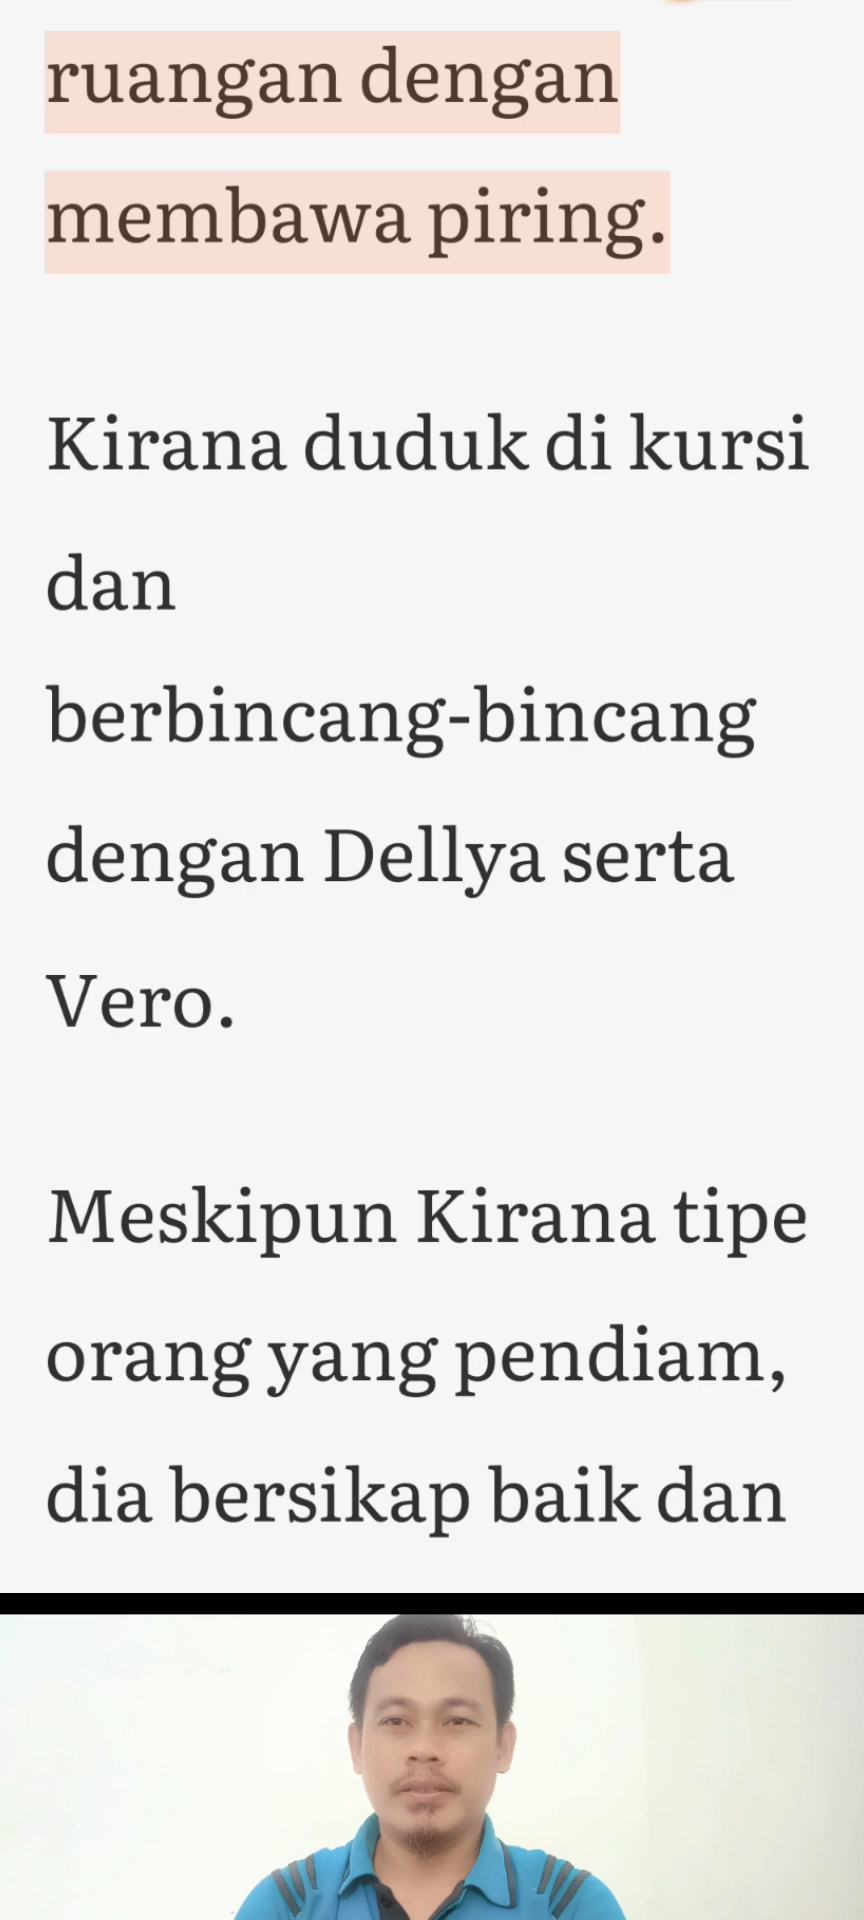 ruangan dengan
membawa piring.
Kirana duduk di kursi
dan
berbincang-bincang
dengan Dellya serta
Vero.
Meskipun Kirana tipe
orang yang pendiam,
dia bersikap baik dan